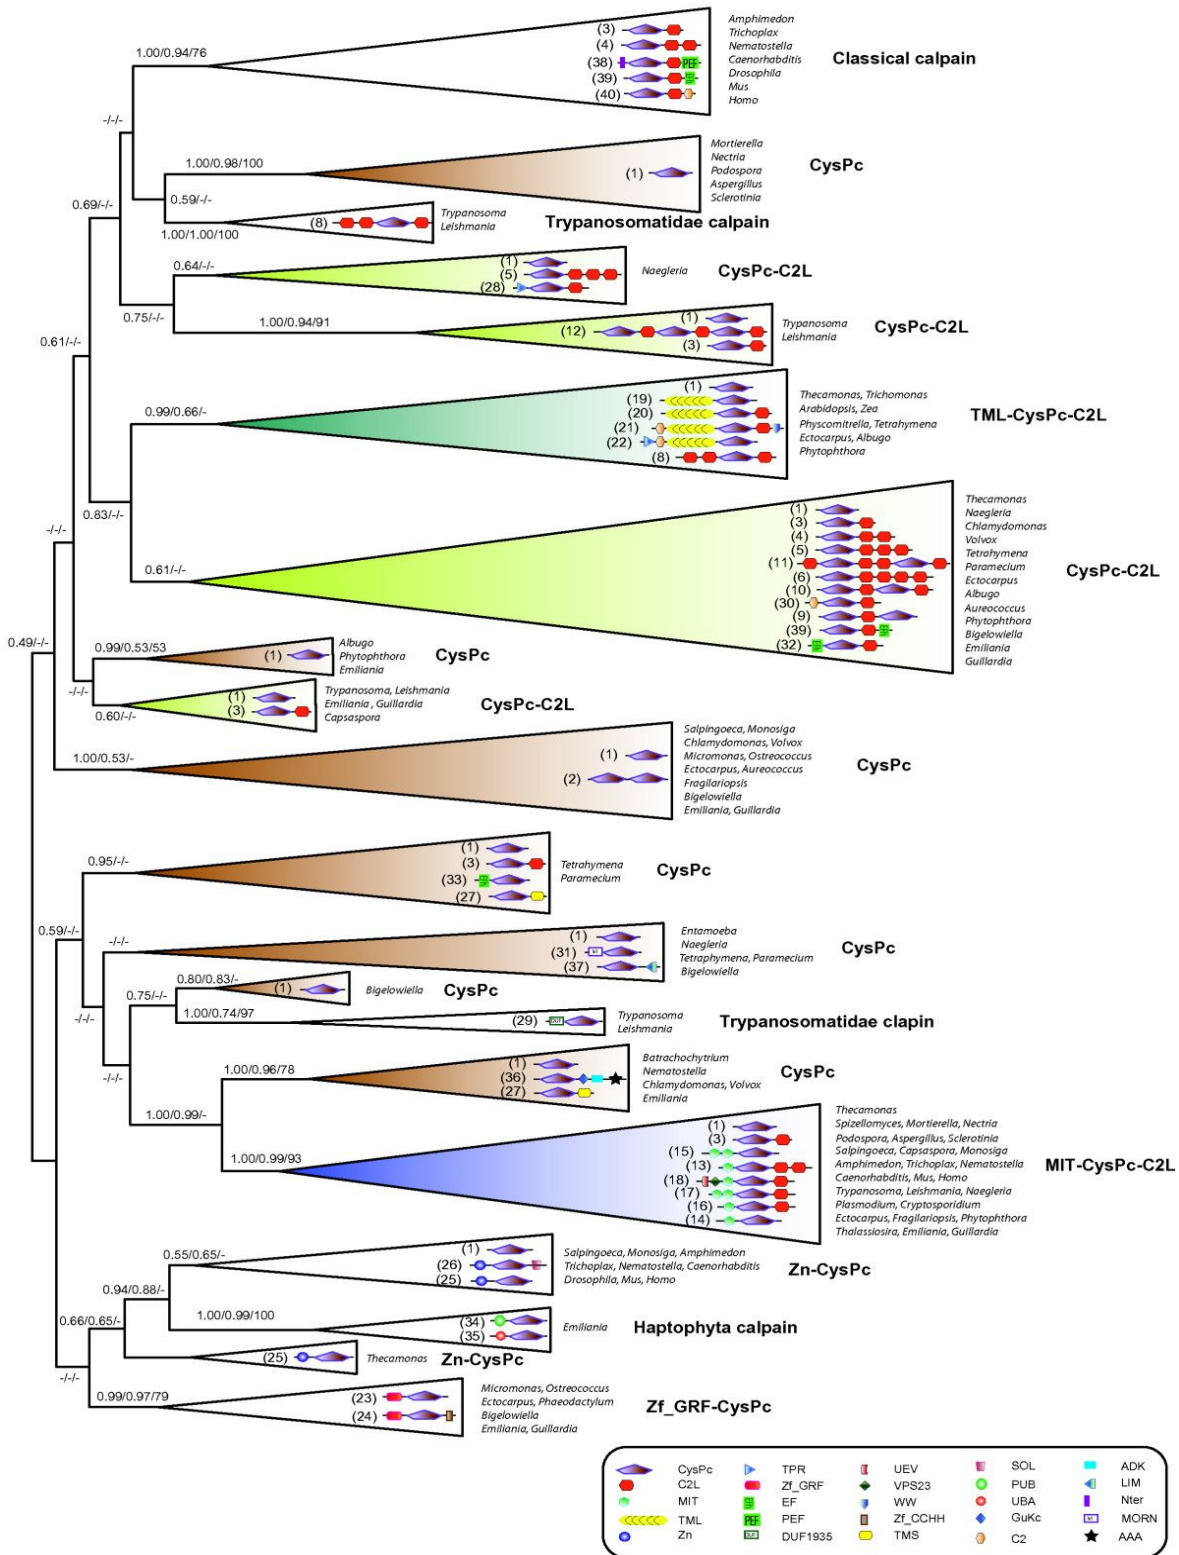 1.00/0.94/76
(3)
(4)
(38)
PEF
(39)
(40)
Amphimedon
Trichoplax
Nematostella
Caenorhabditis
Drosophila
Mus
Homo
Classical calpain
-/-/-
1.00/0.98/100
(1)
Mortierella
Nectria
Podospora
Aspergillus
Sclerotinia
CysPc
0.69/-/-
0.59/-/-
1.00/1.00/100
(8)
Trypanosoma
Leishmania
Trypanosomatidae calpain
0.64/-/-
(1)
(5)
(28)
Naegleria
CysPc-C2L
0.75/-/-
1.00/0.94/91
(1)
(12)
(3)
Trypanosoma
Leishmania
CysPc-C2L
0.61/-/-
0.99/0.66/-
(1)
(19)
(20)
(21)
(22)
(8)
Thecamonas, Trichomonas
Arabidopsis, Zea
Physcomitrella, Tetrahymena
Ectocarpus, Albugo
Phytophthora
TML-CysPc-C2L
0.83/-/-
-/-/-
0.61/-/-
(1)
(3)
(4)
(5)
(11)
(6)
(10)
(30)
(9)
(39)
(32)
Thecamonas
Naegleria
Chlamydomonas
Volvox
Tetrahymena
Paramecium
Ectocarpus
Albugo
Aureococcus
Phytophthora
Bigelowiella
Emiliania
Guillardia
CysPc-C2L
0.49/-/-
0.99/0.53/53
(1)
Albugo
Phytophthora
Emiliania
CysPc
-/-/-
0.60/-/-
(1)
(3)
Trypanosoma, Leishmania
Emiliania , Guillardia
Capsaspora
CysPc-C2L
1.00/0.53/-
(1)
(2)
Salpingoeca, Monosiga
Chlamydomonas, Volvox
Micromonas, Ostreococcus
Ectocarpus, Aureococcus
Fragilariopsis
Bigelowiella
Emiliania, Guillardia
CysPc
0.95/-/-
(1)
(3)
(33)
(27)
Tetrahymena
Paramecium
CysPc
0.59/-/-
-/-/-
(1)
(31)
(37)
Entamoeba
Naegleria
Tetraphymena, Paramecium
Bigelowiella
CysPc
0.75/-/-
0.80/0.83/-
(1)
Bigelowiella
CysPc
-/-/-
1.00/0.74/97
(29)
DUF
Trypanosoma
Leishmania
Trypanosomatidae clapin
-/-/-
1.00/0.96/78
(1)
(36)
(27)
Batrachochytrium
Nematostella
Chlamydomonas, Volvox
Emiliania
CysPc
1.00/0.99/-
1.00/0.99/93
(1)
(3)
(15)
(13)
(18)
(17)
(16)
(14)
Thecamonas
Spizellomyces, Mortierella, Nectria
Podospora, Aspergillus, Sclerotinia
Salpingoeca, Capsaspora, Monosiga
Amphimedon, Trichoplax, Nematostella
Caenorhabditis, Mus, Homo
Trypanosoma, Leishmania, Naegleria
Plasmodium, Cryptosporidium
Ectocarpus, Fragilariopsis, Phytophthora
Thalassiosira, Emiliania, Guillardia
MIT-CysPc-C2L
0.55/0.65/-
(1)
(26)
(25)
Salpingoeca, Monosiga, Amphimedon
Trichoplax, Nematostella, Caenorhabditis
Drosophila, Mus, Homo
Zn-CysPc
0.94/0.88/-
1.00/0.99/100
(34)
(35)
Emiliania
Haptophyta calpain
0.66/0.65/-
(25)
Thecamonas
Zn-CysPc
-/-/-
0.99/0.97/79
(23)
(24)
Micromonas, Ostreococcus
Ectocarpus, Phaeodactylum
Bigelowiella
Emiliania, Guillardia
Zf_GRF-CysPc
CysPc
C2L
MIT
TML
Zn
TPR
Zf_GRF
EF
PEF PEF
DUF DUF1935
UEV
VPS23
WW
Zf_CCHH
TMS
SOL
PUB
UBA
GuKc
C2
ADK
LIM
Nter
MORN
AAA